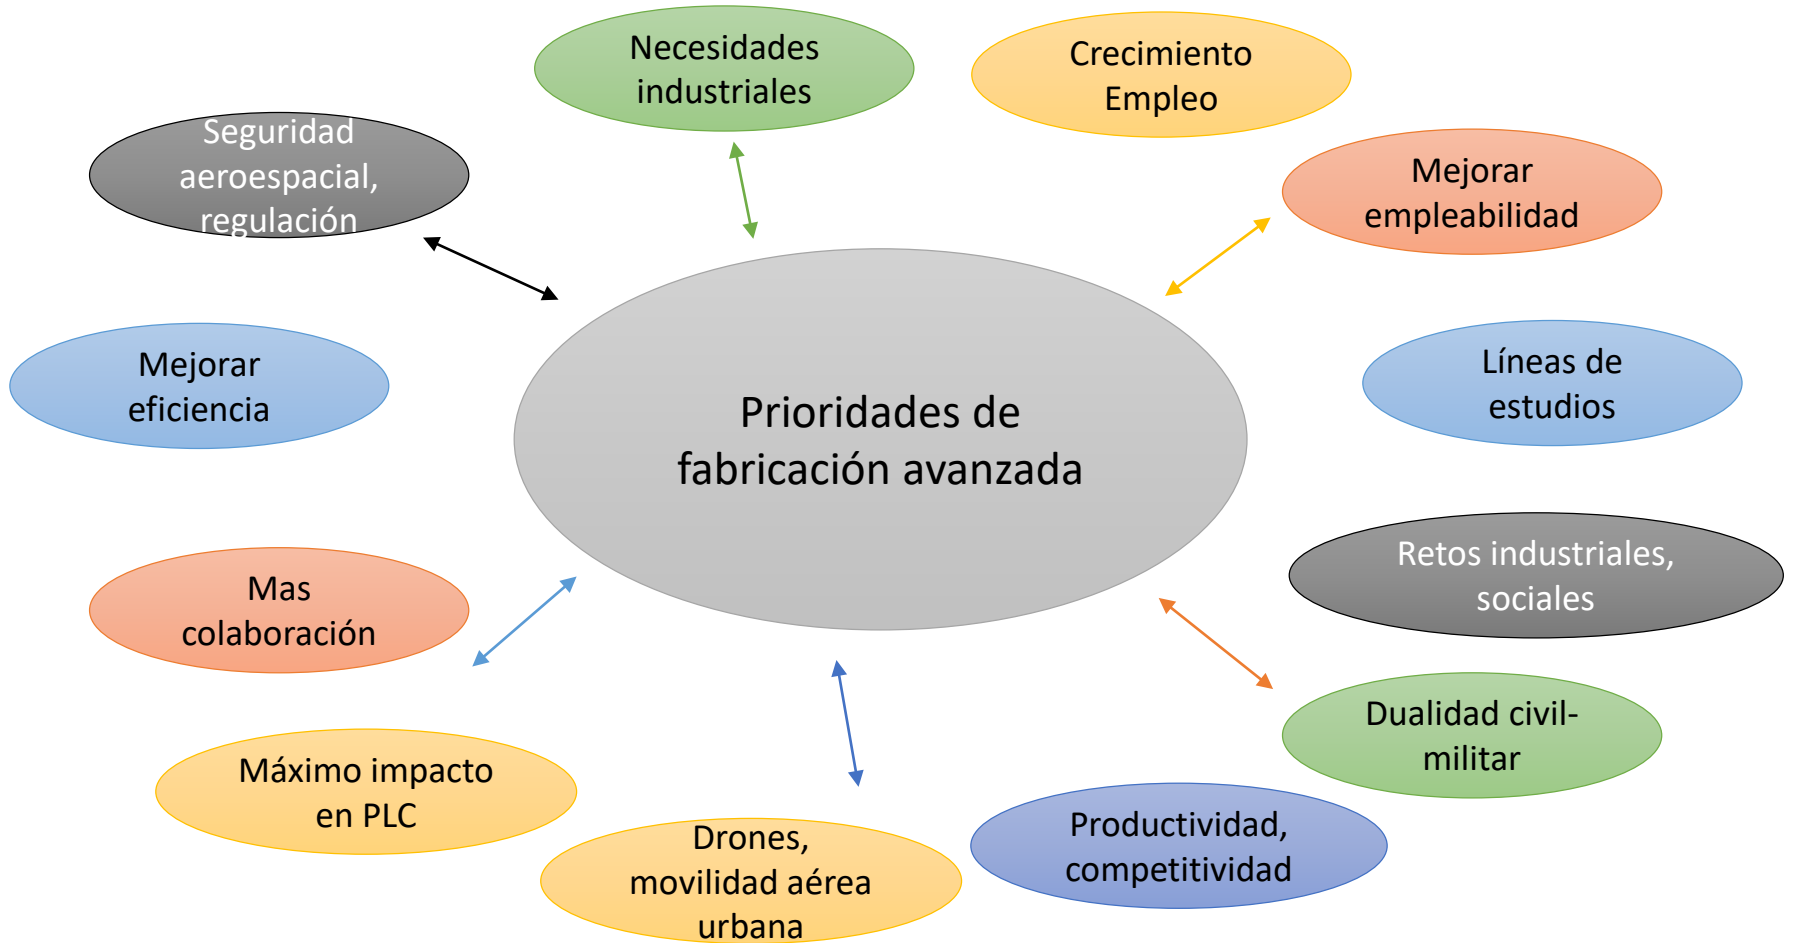 Necesidades
industriales
Crecimiento
Empleo
Seguridad
aeroespacial,
regulación
Mejorar
empleabilidad
Mejorar
eficiencia
Líneas de
estudios
Prioridades de
fabricación avanzada
Retos industriales,
sociales
Mas
colaboración
Dualidad civil-
militar
Máximo impacto
en PLC
Productividad,
competitividad
Drones,
movilidad aérea
urbana